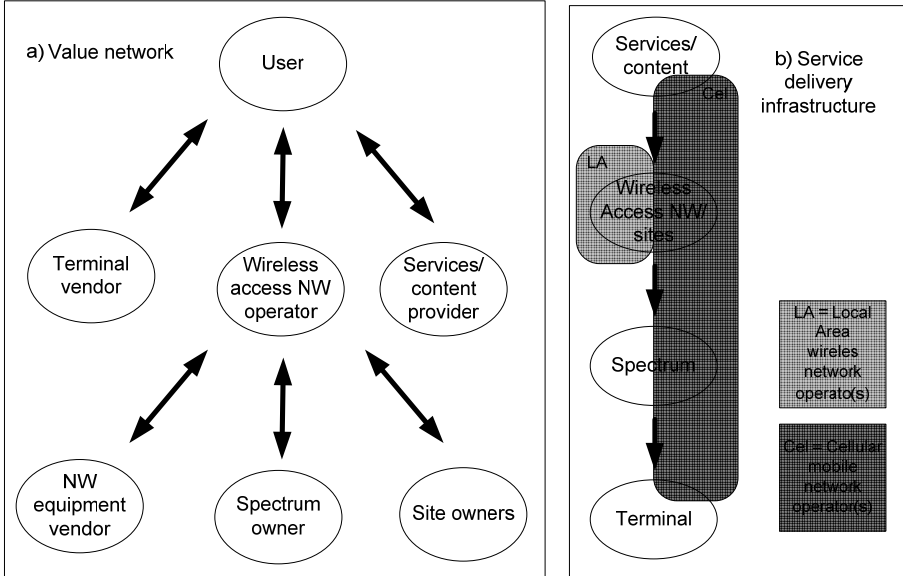 a) Value network
User
Terminal
vendor
Wireless
access NW
operator
Services/
content
provider
NW
equipment
vendor
Spectrum
owner
Site owners
Services/
content
Cel
b) Service
delivery
infrastructure
LA
Wireless
Access NW/
sites
Spectrum
Terminal
LA = Local
Area
wireles
network
operato(s)
Cel = Cellular
mobile
network
operator(s)